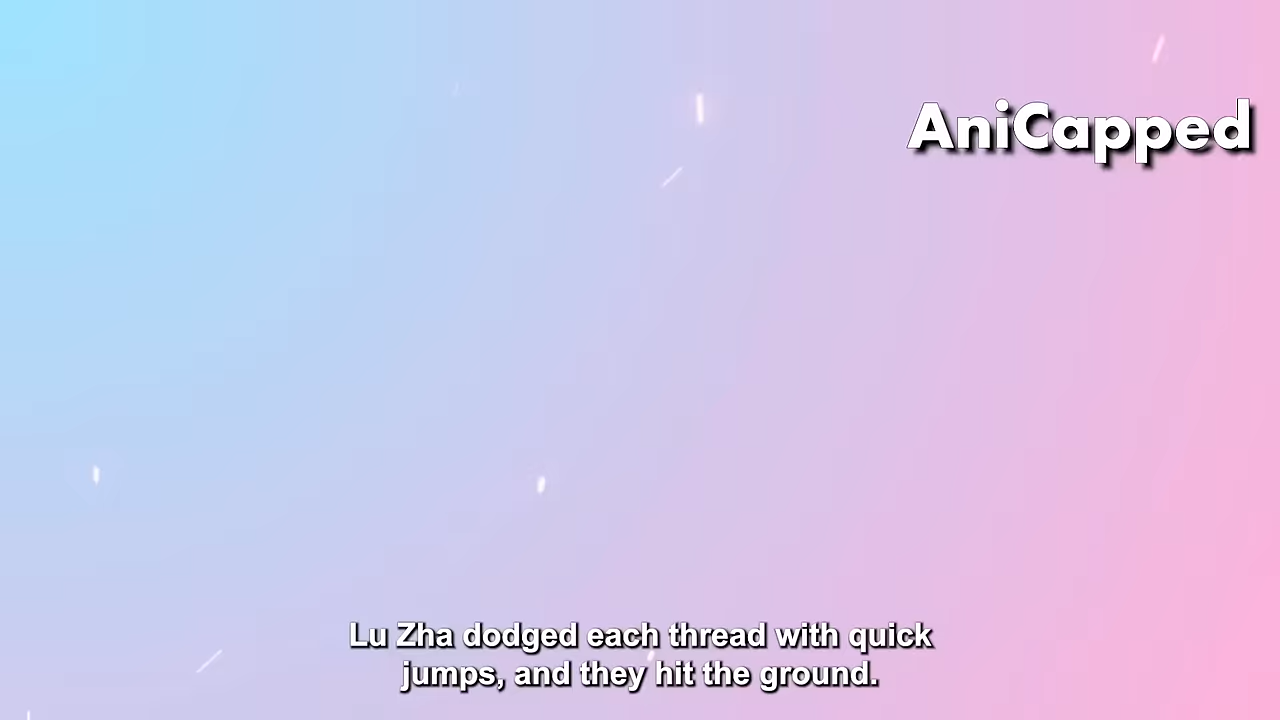 AniCapped
Lu Zha dodged each thread with quick
jumps, and they hit the ground.